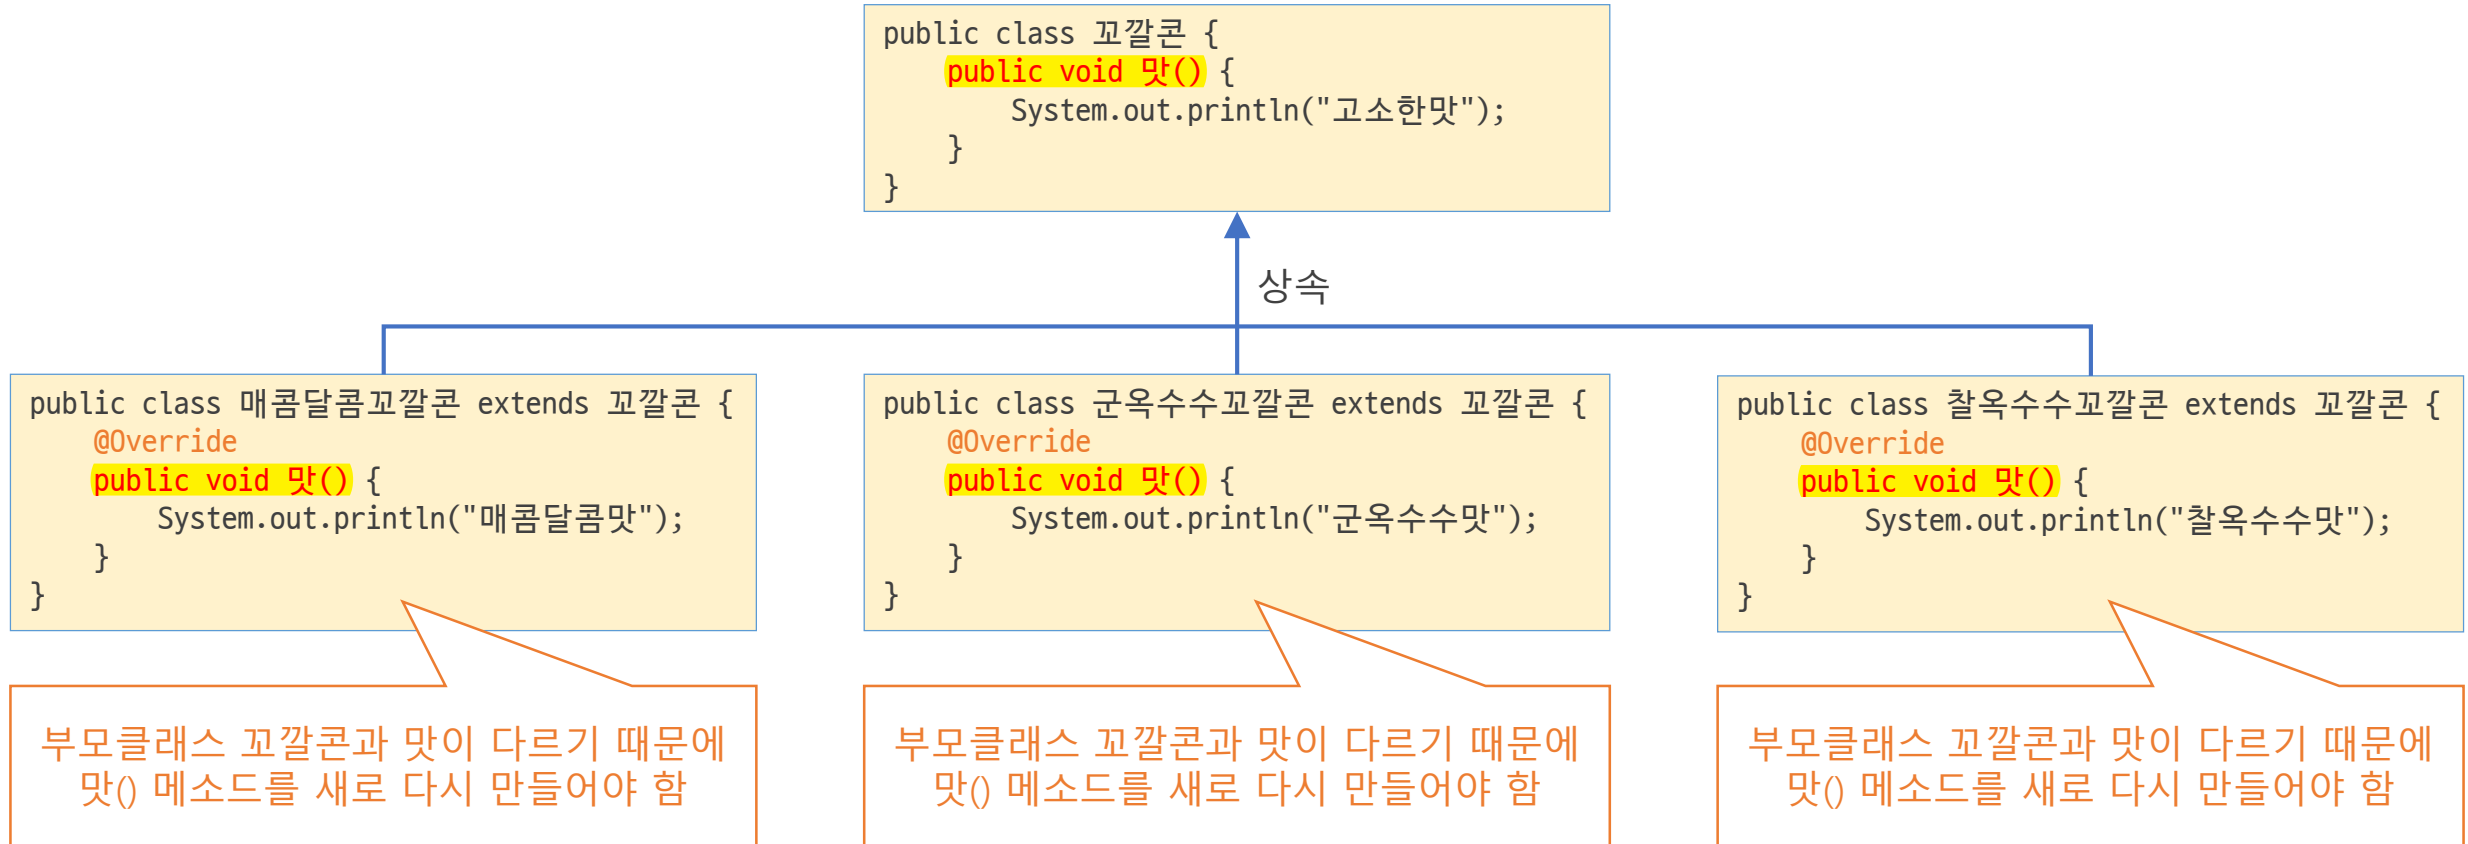 public class 꼬깔콘 {
public void 맛() {
System.out.println("고소한맛");
}
}
상속
public class 매콤달콤꼬깔콘 extends 꼬깔콘 {
@Override
public void 맛() {
System.out.println("매콤달콤맛");
}
}
public class 군옥수수꼬깔콘 extends 꼬깔콘 {
@Override
public void 맛() {
System.out.println("군옥수수맛");
}
}
public class 찰옥수수꼬깔콘 extends 꼬깔콘 {
@Override
public void 맛() {
System.out.println("찰옥수수맛");
}
}
부모클래스 꼬깔콘과 맛이 다르기 때문에
맛() 메소드를 새로 다시 만들어야 함
부모클래스 꼬깔콘과 맛이 다르기 때문에
맛() 메소드를 새로 다시 만들어야 함
부모클래스 꼬깔콘과 맛이 다르기 때문에
맛() 메소드를 새로 다시 만들어야 함